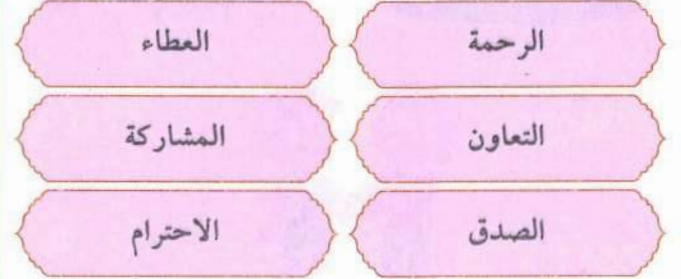 الرحمة
العطاء
التعاون
المشاركة
الصدق
الاحترام